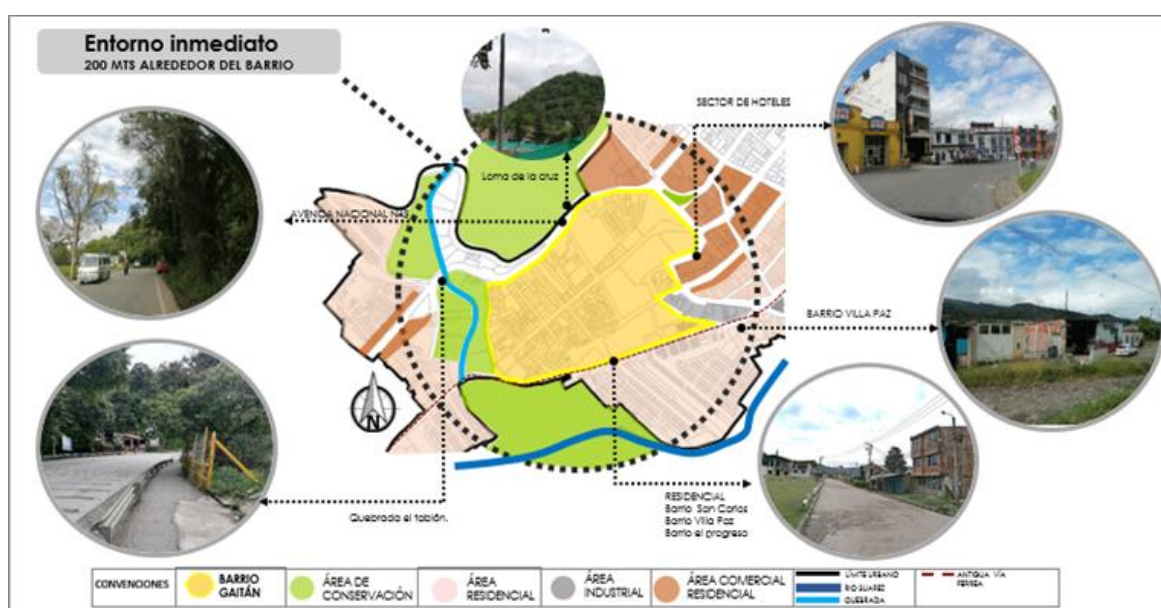 Entorno inmediato
200 MTS ALREDEDOR DEL BARRIO
SECTOR DE HOTELES
Loma de la cruz
AVENIDA NACIONAL N45
BARRIO VILLA PAZ
N
Quebrada el tablón.
RESIDENCIAL
Barrio San Carlos
Barrio Villa Paz
Barrio el progreso
CONVENCIONES
BARRIO
GAITÁN
ÁREA DE
CONSERVACIÓN
ÁREA
RESIDENCIAL
ÁREA
INDUSTRIAL
ÁREA COMERCIAL
RESIDENCIAL
LÍMITE URBANO
RIO SUAREZ
QUEBRADA
ANTIGUA VÍA
FERREA